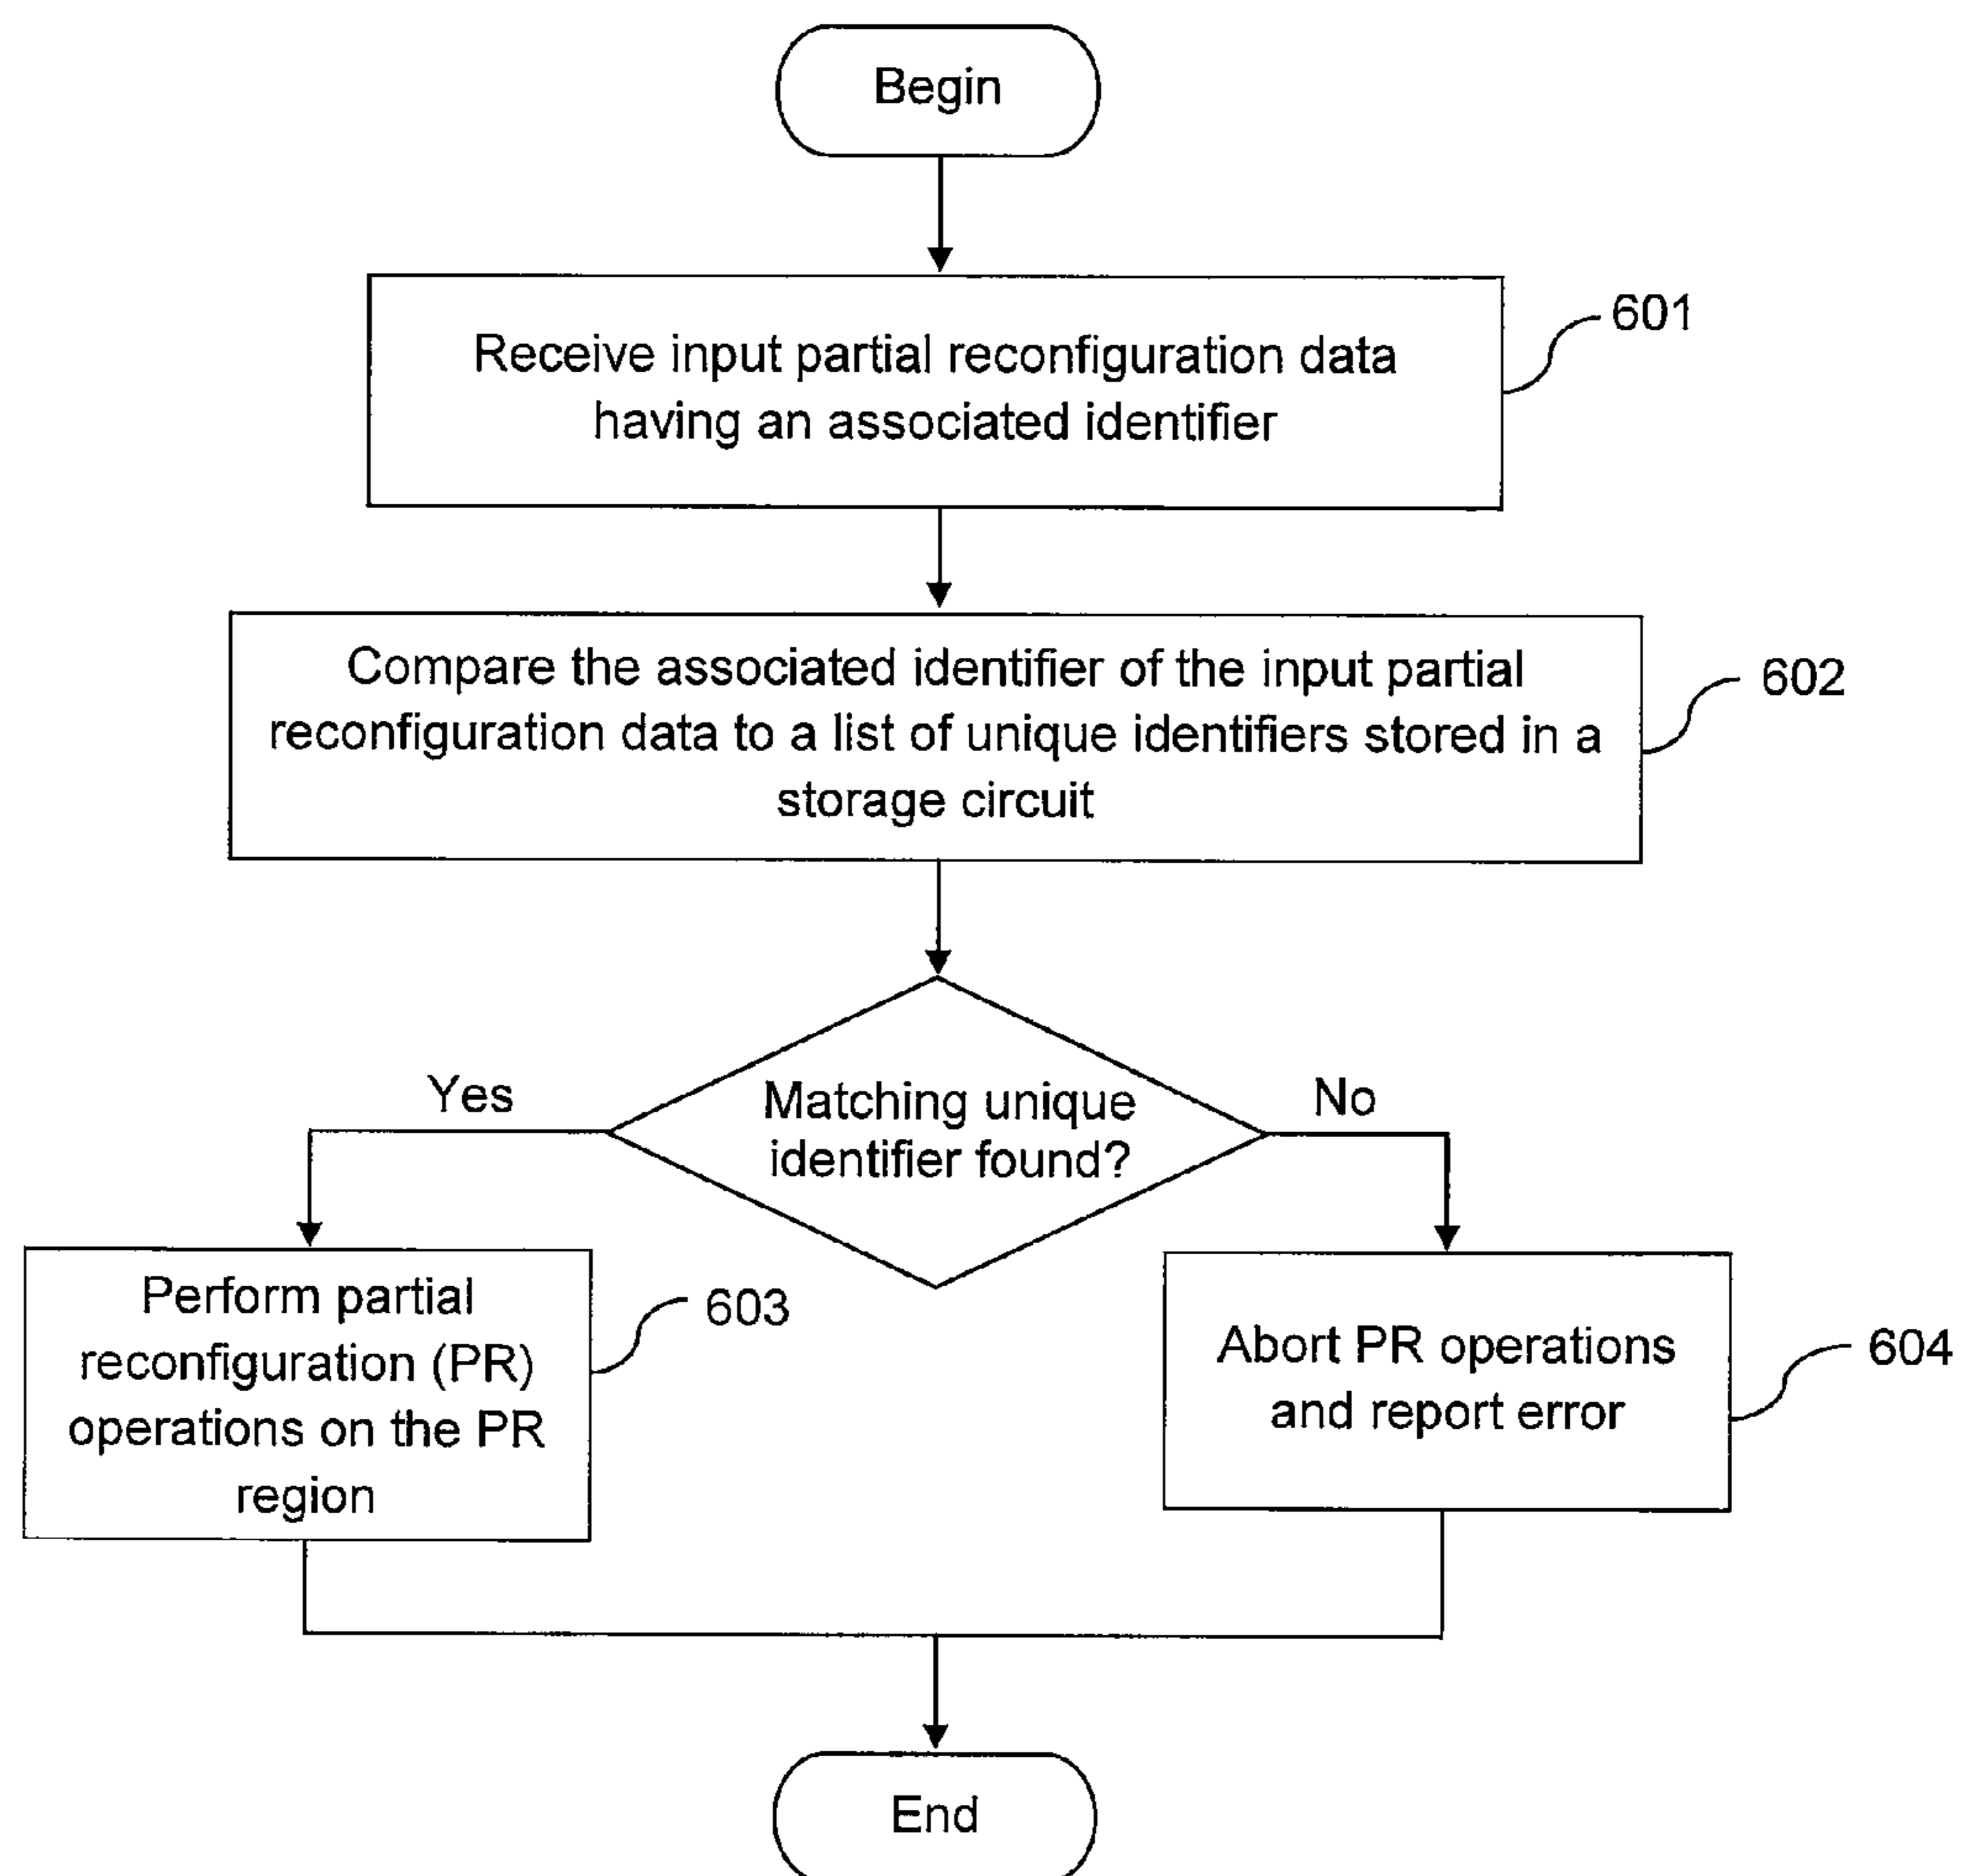 Begin
Receive input partial reconfiguration data
having an associated identifier
601
Compare the associated identifier of the input partial
reconfiguration data to a list of unique identifiers stored in a
storage circuit
602
Matching unique
identifier found?
Yes
No
Perform partial
reconfiguration (PR)
operations on the PR
region
603
Abort PR operations
and report error
604
End